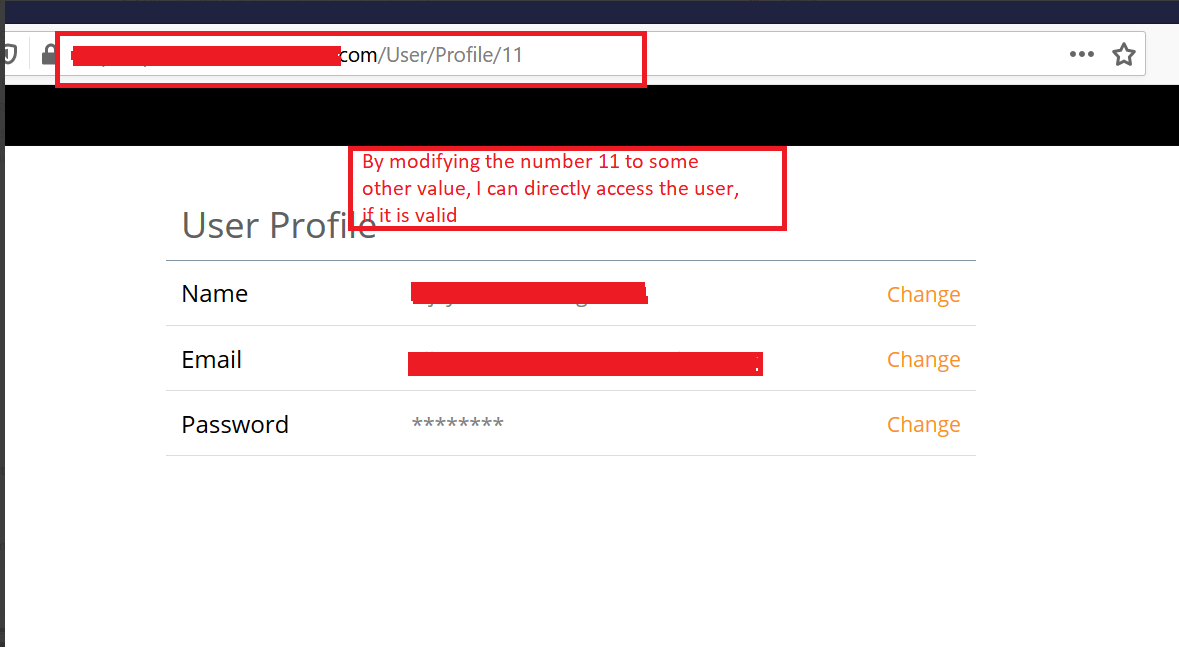 .com/User/Profile/11
By modifying the number 11 to some
other value, I can directly access the user,
if it is valid
User Profile
Name Change
Email Change
Password ******** Change